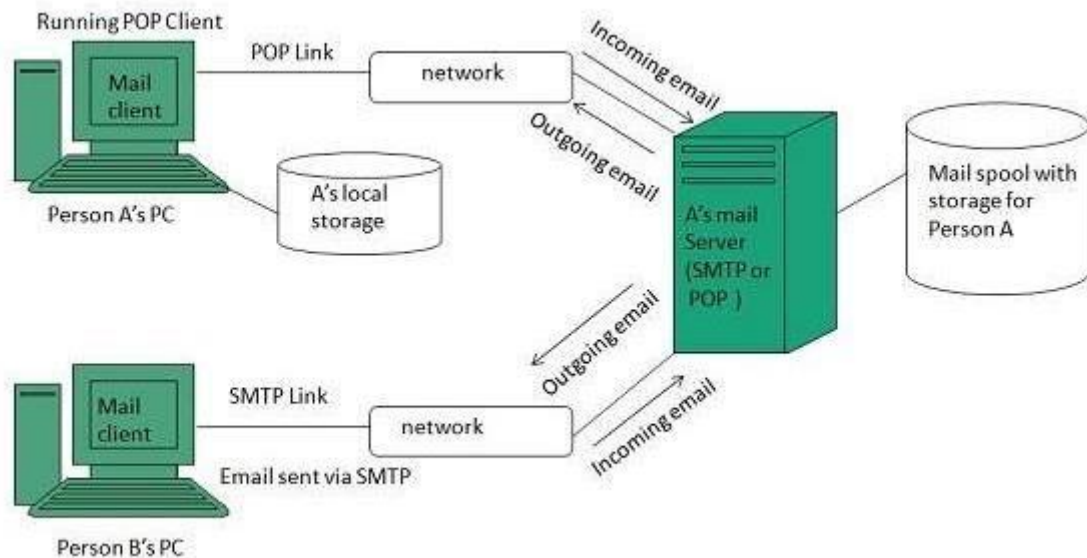 Running POP Client
Mail
client
POP Link
network
Incoming email
Outgoing email
Person A's PC
A's local
storage
A's mail
Server
(SMTP or
POP )
Mail spool with
storage for
Person A
Mail
client
SMTP Link
network
Outgoing email
Incoming email
Email sent via SMTP
Person B's PC